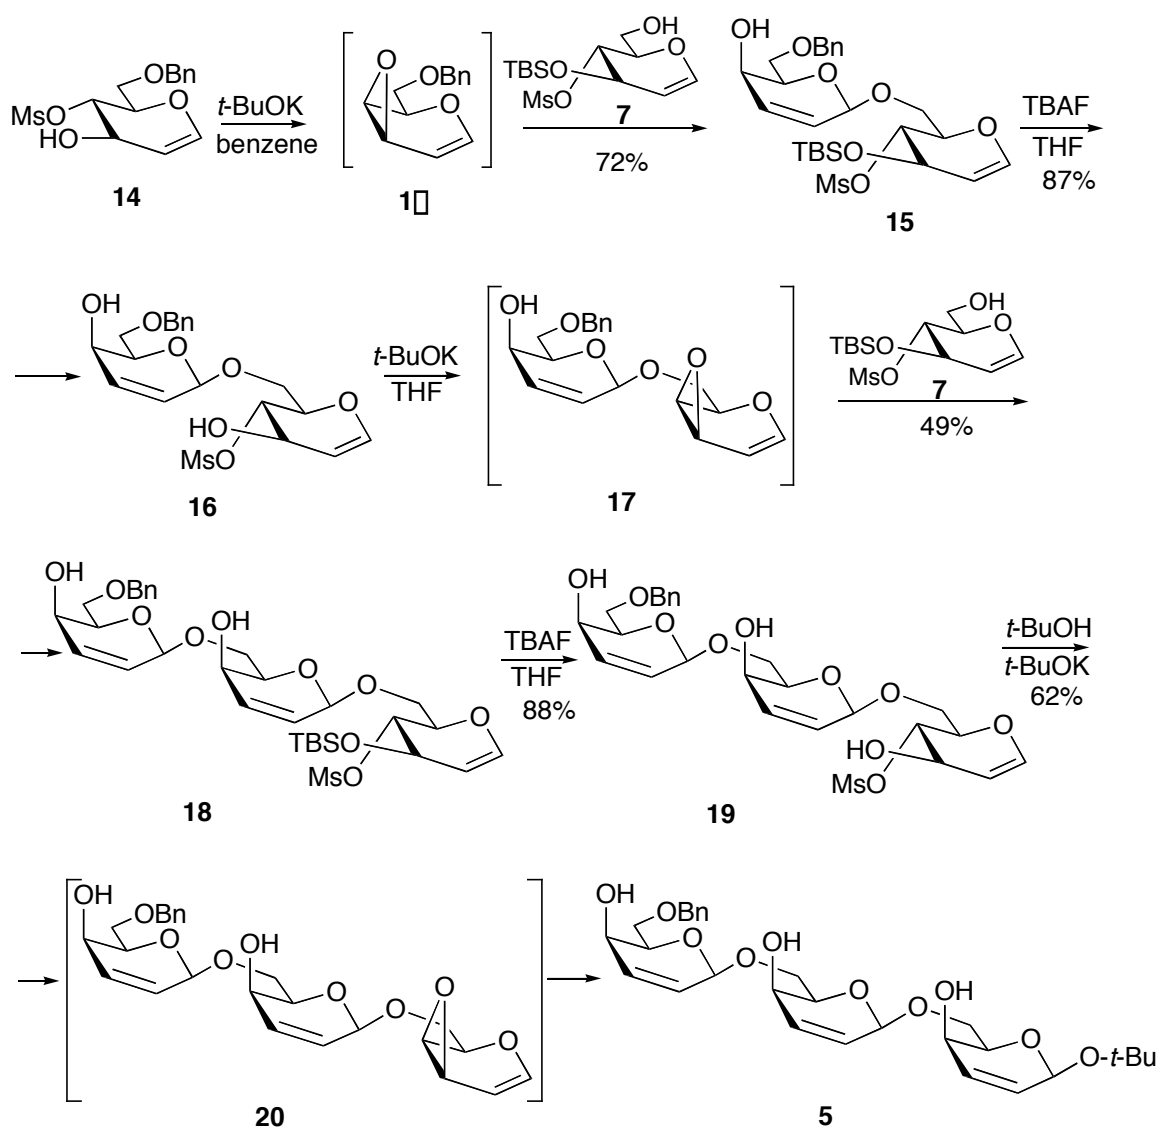 O
OBn
O
MsO
HO
14
t-BuOK
benzene
O
OBn
O
1▯
OH
O
TBSO
MsO
7
72%
OH
OBn
O
O
O
TBSO
MsO
15
TBAF
THF
87%
OH
OBn
O
O
O
HO
MsO
16
t-BuOK
THF
OH
OBn
O
O
O
O
17
OH
O
TBSO
MsO
7
49%
OH
OBn
O
O
OH
O
O
O
TBSO
MsO
18
TBAF
THF
88%
OH
OBn
O
O
OH
O
O
O
HO
MsO
19
t-BuOH
t-BuOK
62%
OH
OBn
O
O
OH
O
O
O
O
20
OH
OBn
O
O
OH
O
O
OH
O
O-t-Bu
5